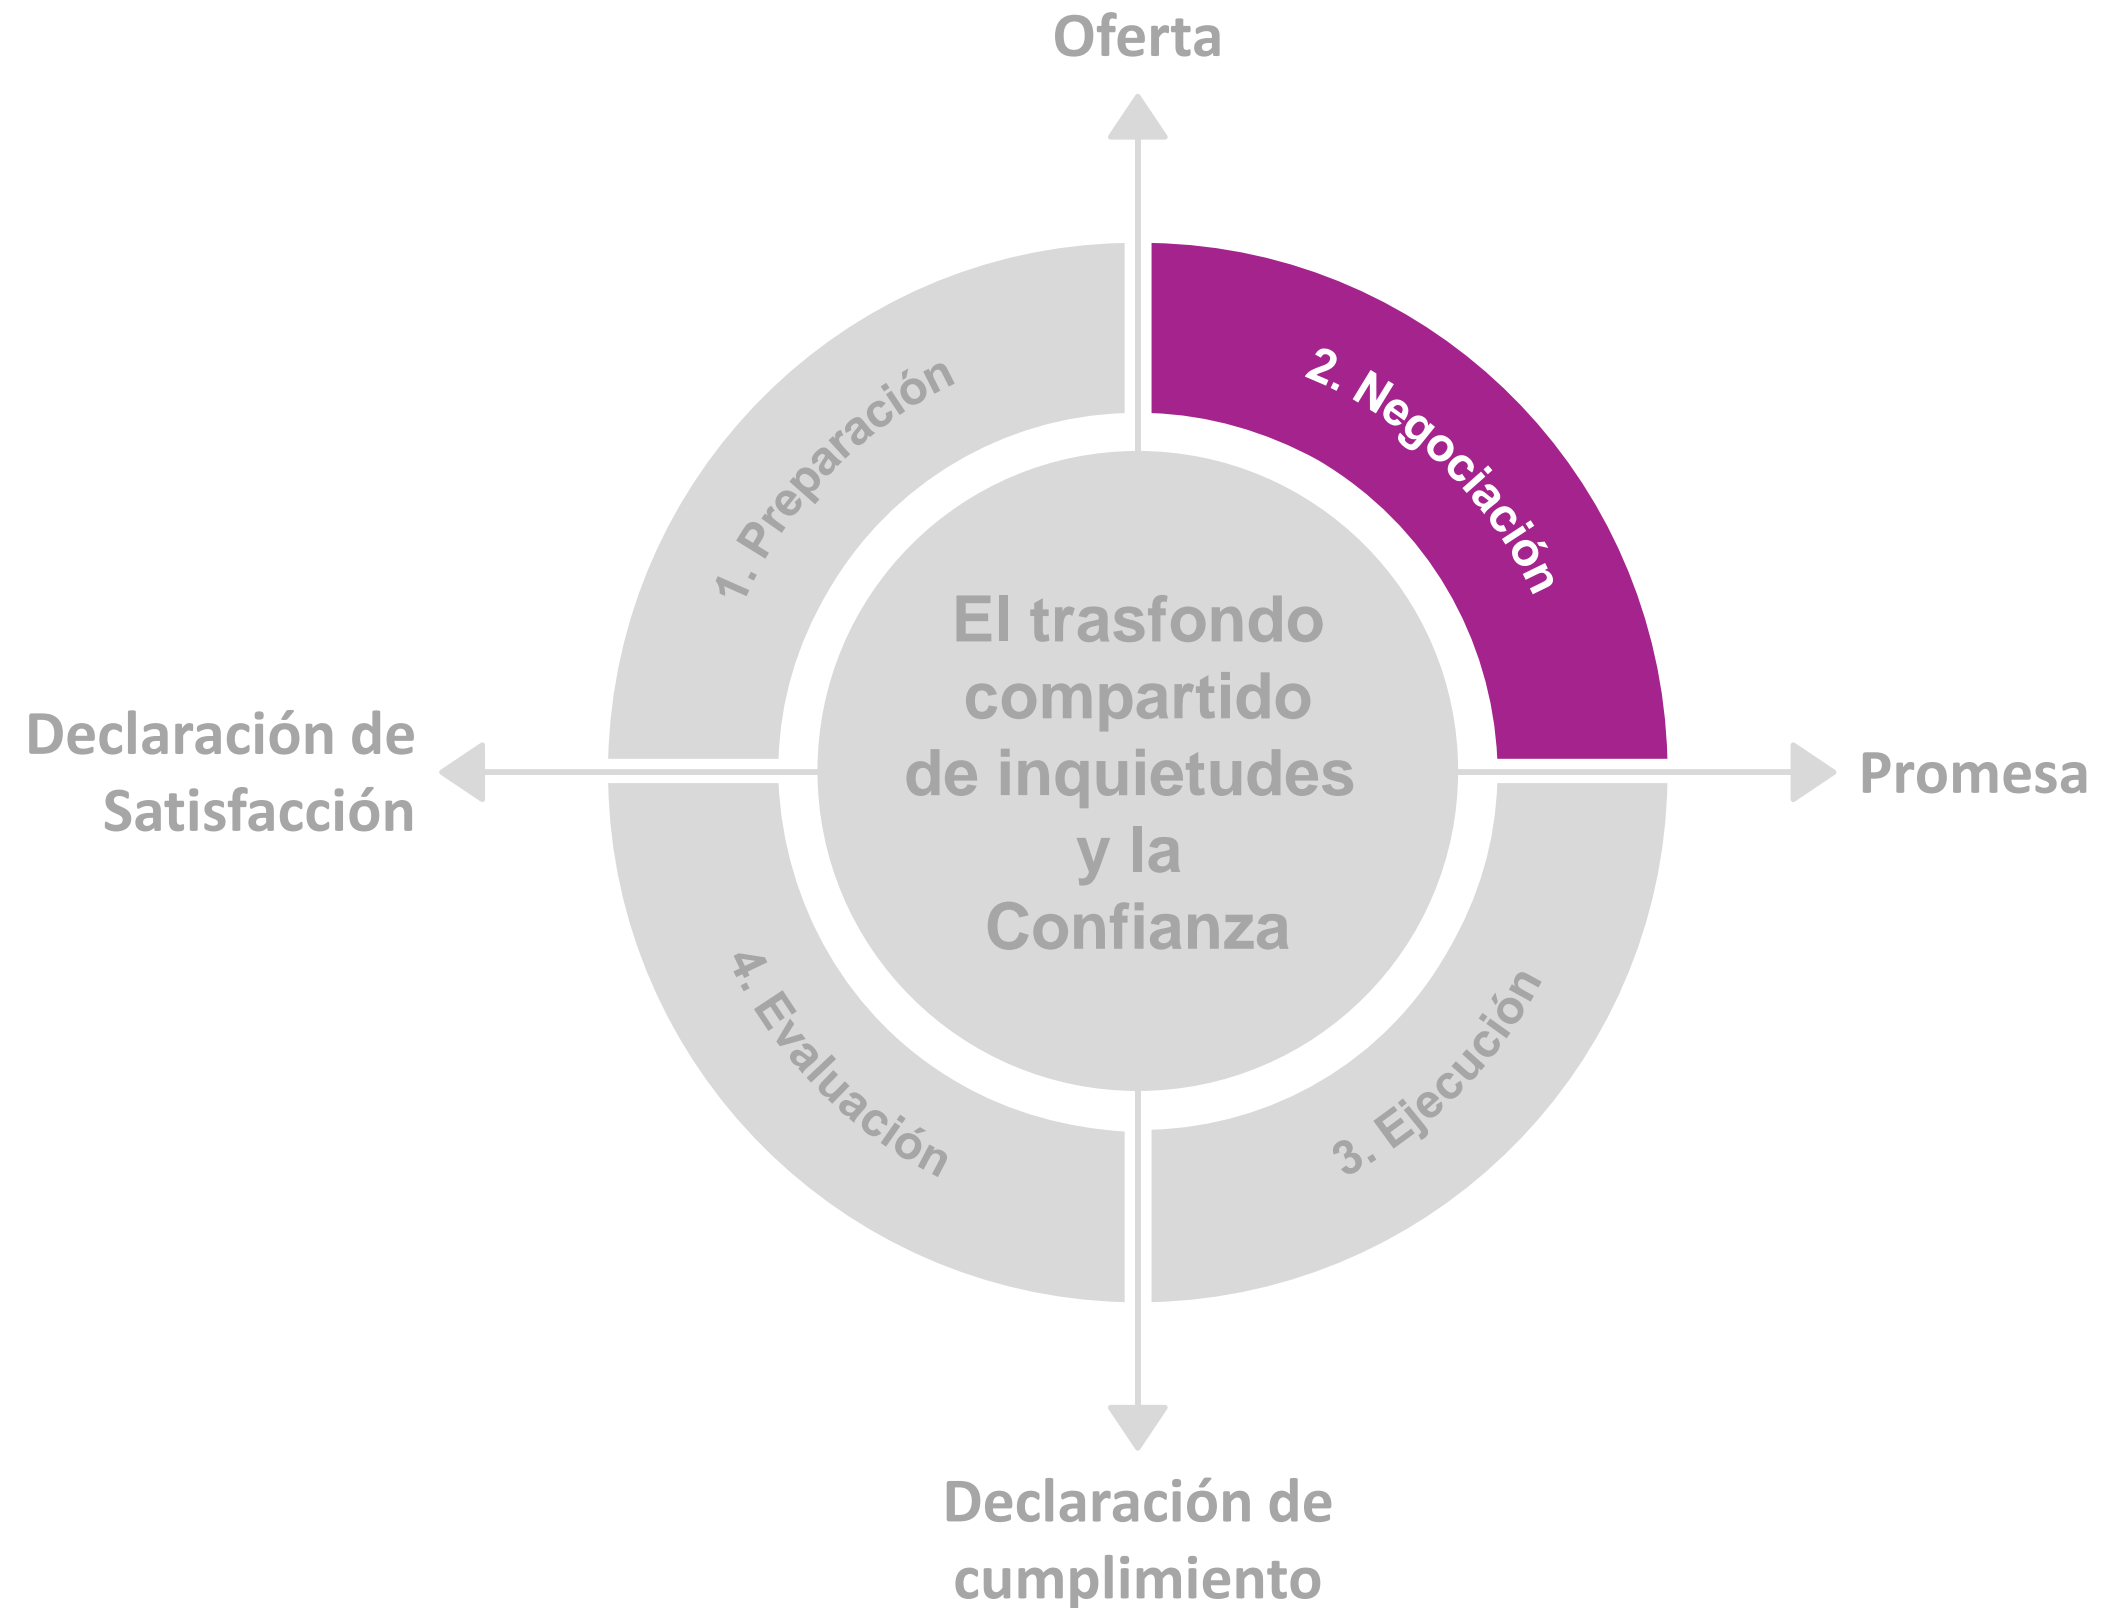 Oferta
1. Preparación
2. Negociación
El trasfondo
compartido
de inquietudes
y la
Confianza
Declaración de
Satisfacción
Promesa
4. Evaluación
3. Ejecución
Declaración de
cumplimiento